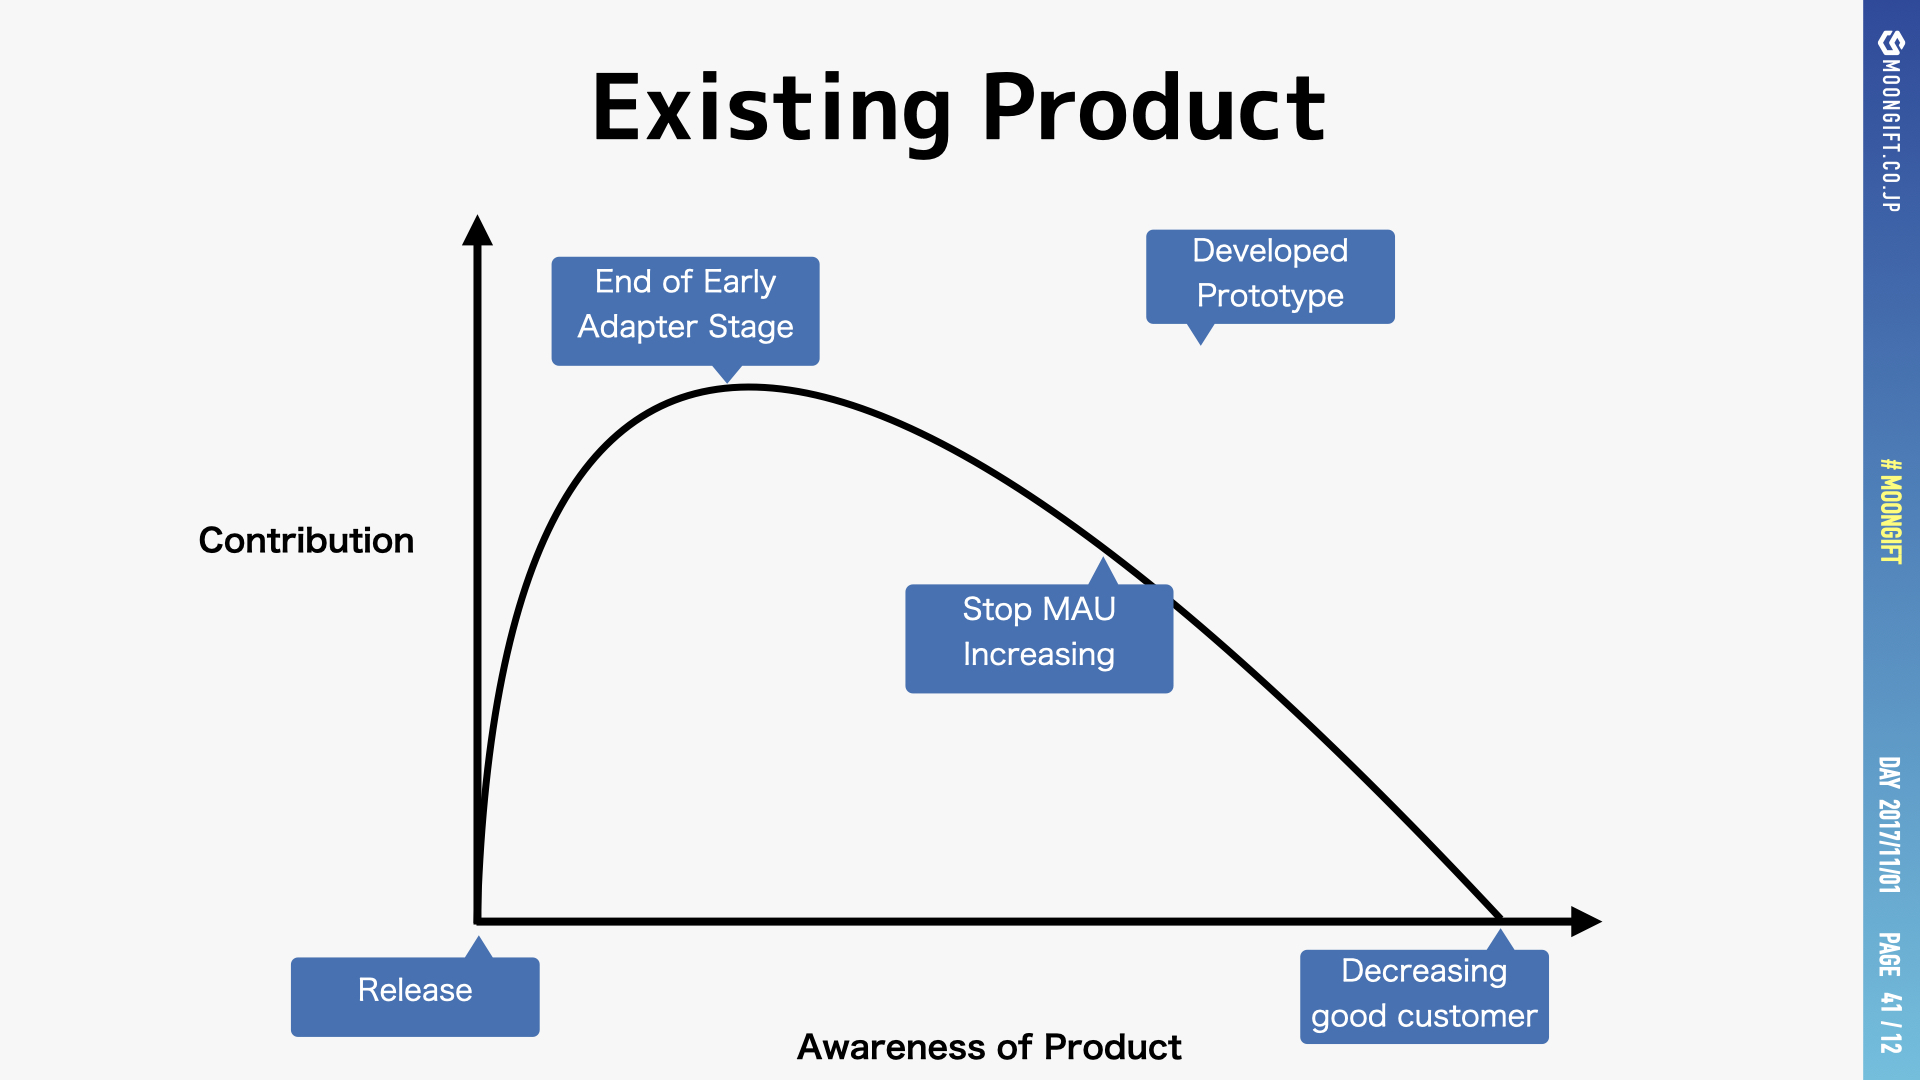 Existing Product
End of Early
Adapter Stage
Developed
Prototype
Contribution
Stop MAU
Increasing
Release
Decreasing
good customer
Awareness of Product
MOONGIFT.CO.JP
# MOONGIFT
DAY 2017/11/01
PAGE 41 / 12